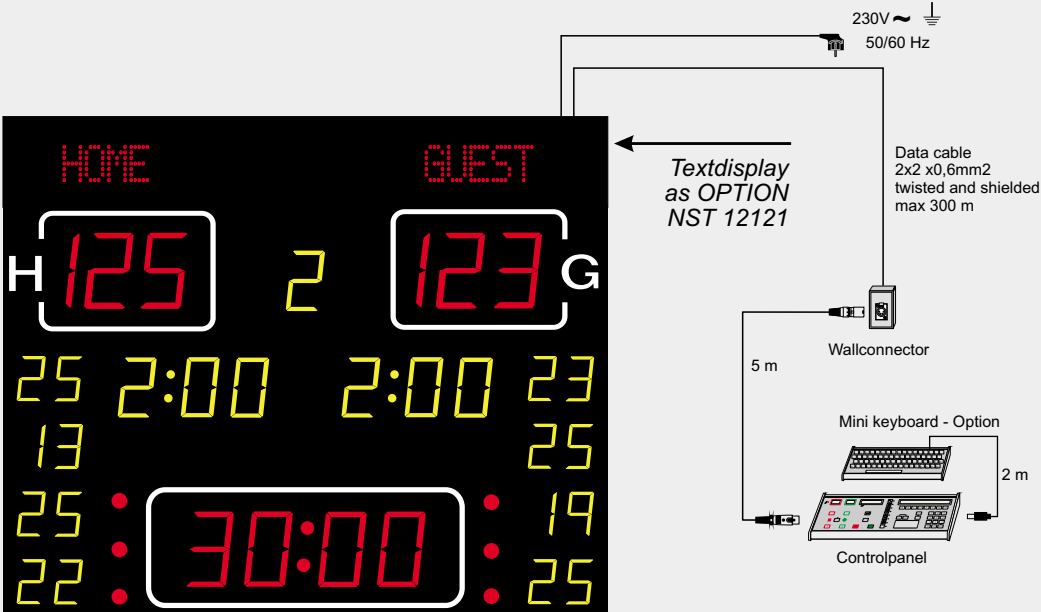 230V ~
50/60 Hz
HOME GUEST
Textdisplay
as OPTION
NST 12121
Data cable
2x2 x0,6mm2
twisted and shielded
max 300 m
H 125 2 123 G
Wallconnector
5 m
25 2:00 2:00 23
13 25
Mini keyboard - Option
2 m
25 19
30:00
22 25
Controlpanel